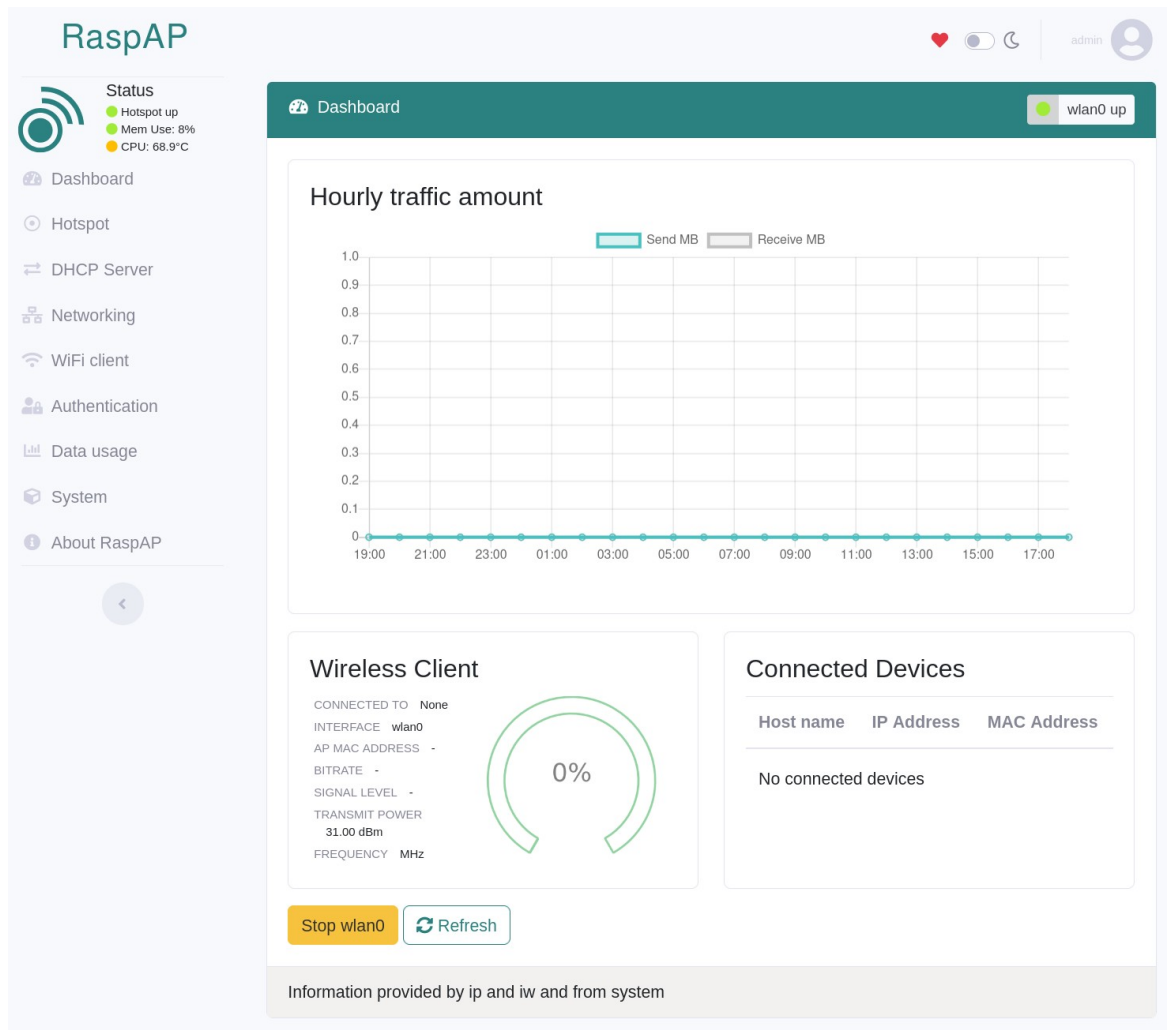 RaspAP
admin
Status
Hotspot up
Mem Use: 8%
CPU: 68.9°C
Dashboard
Hotspot
DHCP Server
Networking
WiFi client
Authentication
Data usage
System
About RaspAP
Dashboard
wlan0 up
Hourly traffic amount
Send MB Receive MB
1.0
0.9
0.8
0.7
0.6
0.5
0.4
0.3
0.2
0.1
0
19:00 21:00 23:00 01:00 03:00 05:00 07:00 09:00 11:00 13:00 15:00 17:00
Wireless Client
CONNECTED TO None
INTERFACE wlan0
AP MAC ADDRESS -
BITRATE -
SIGNAL LEVEL -
TRANSMIT POWER
31.00 dBm
FREQUENCY MHz
0%
Connected Devices
Host name IP Address MAC Address
No connected devices
Stop wlan0 Refresh
Information provided by ip and iw and from system